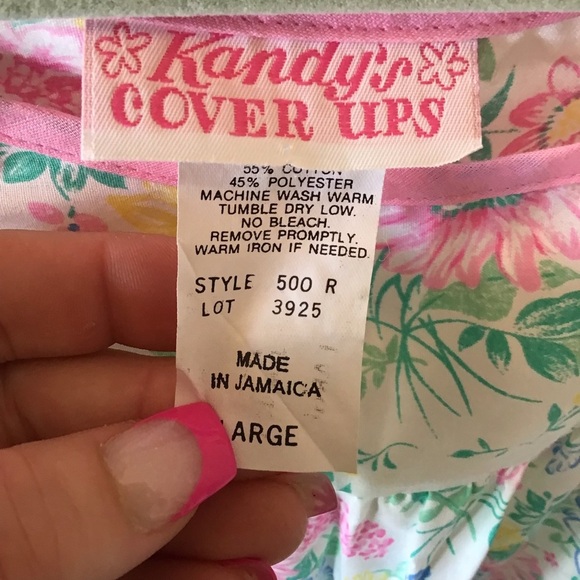 Kandy's
COVER UPS
55% COTTON
45% POLYESTER
MACHINE WASH WARM
TUMBLE DRY LOW.
NO BLEACH.
REMOVE PROMPTLY.
WARM IRON IF NEEDED.
STYLE 500 R
LOT 3925
MADE
IN JAMAICA
LARGE